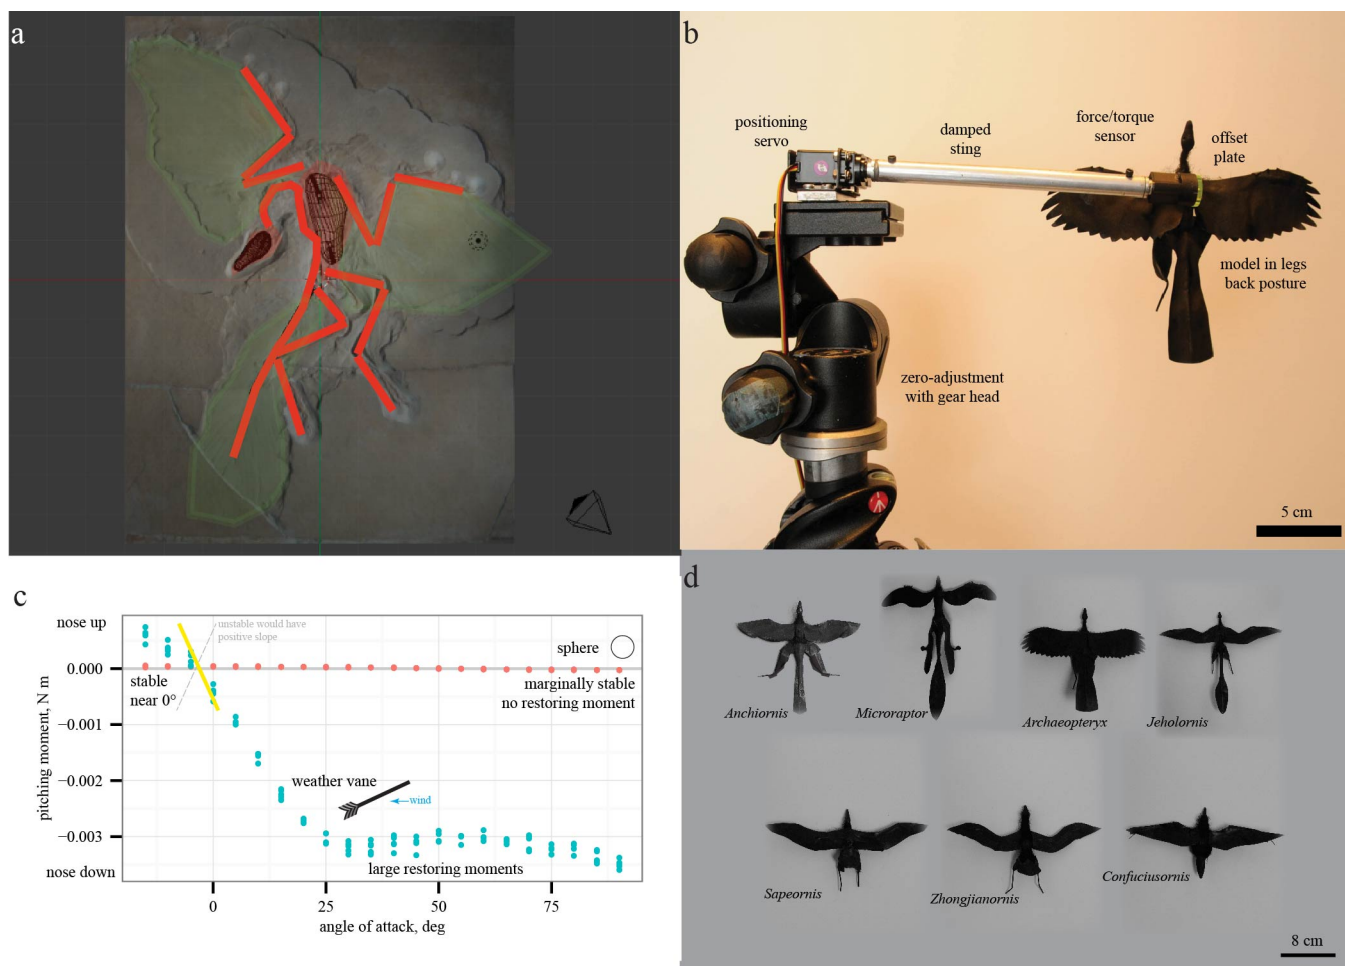 a
b
positioning
servo
damped
sting
force/torque
sensor
offset
plate
model in legs
back posture
zero-adjustment
with gear head
5 cm
c
nose up
unstable would have
positive slope
sphere
0.000
stable
near 0°
marginally stable
no restoring moment
−0.001
pitching moment, N m
−0.002
weather vane
wind
−0.003
large restoring moments
nose down
0
25
50
75
angle of attack, deg
d
Anchiornis
Microraptor
Archaeopteryx
Jeholornis
Sapeornis
Zhongjianornis
Confuciusornis
8 cm